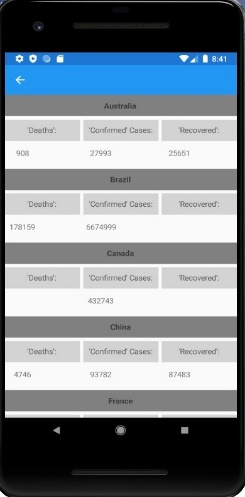 8:41
Australia
'Deaths': 'Confirmed' Cases: 'Recovered':
908 27993 25651
Brazil
'Deaths': 'Confirmed' Cases: 'Recovered':
178159 6674999
Canada
'Deaths': 'Confirmed' Cases: 'Recovered':
432743
China
'Deaths': 'Confirmed' Cases: 'Recovered':
4746 93782 87483
France